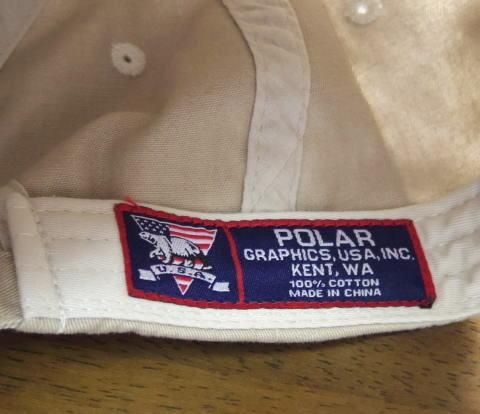 POLAR
GRAPHICS, USA, INC.
KENT, WA
100% COTTON
MADE IN CHINA
U.S.A.